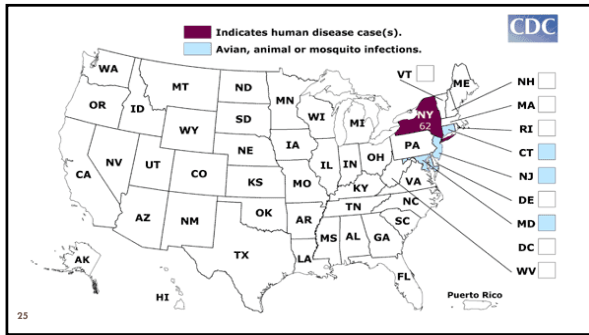 Indicates human disease case(s).
CDC
Avian, animal or mosquito infections.
WA
MT
ND
MN
VT
ME
NH
OR
ID
SD
WI
MI
NY
62
MA
RI
WY
NE
IA
PA
CT
NV
UT
CO
KS
MO
IL
IN
OH
NJ
CA
KY
VA
DE
AZ
NM
OK
AR
TN
NC
MD
SC
DC
TX
LA
MS
AL
GA
WV
AK
HI
FL
Puerto Rico
25